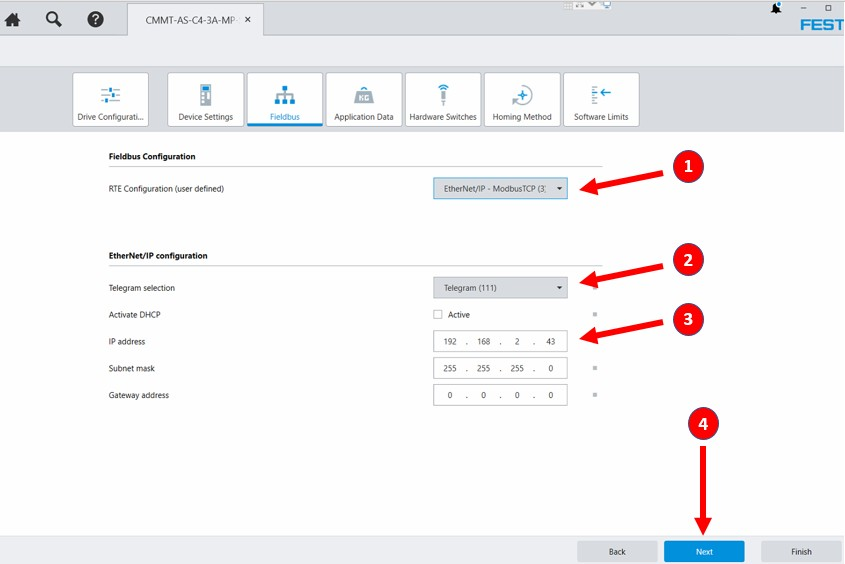 CMMT-AS-C4-3A-MP-
FEST
Drive Configurati...
Device Settings
Fieldbus
KG
Application Data
Hardware Switches
Homing Method
Software Limits
Fieldbus Configuration
RTE Configuration (user defined)
EtherNet/IP - ModbusTCP (3)
1
EtherNet/IP configuration
2
Telegram selection
Telegram (111)
Activate DHCP
Active
3
IP address
192 . 168 . 2 . 43
Subnet mask
255 . 255 . 255 . 0
Gateway address
0 . 0 . 0 . 0
4
Back
Next
Finish